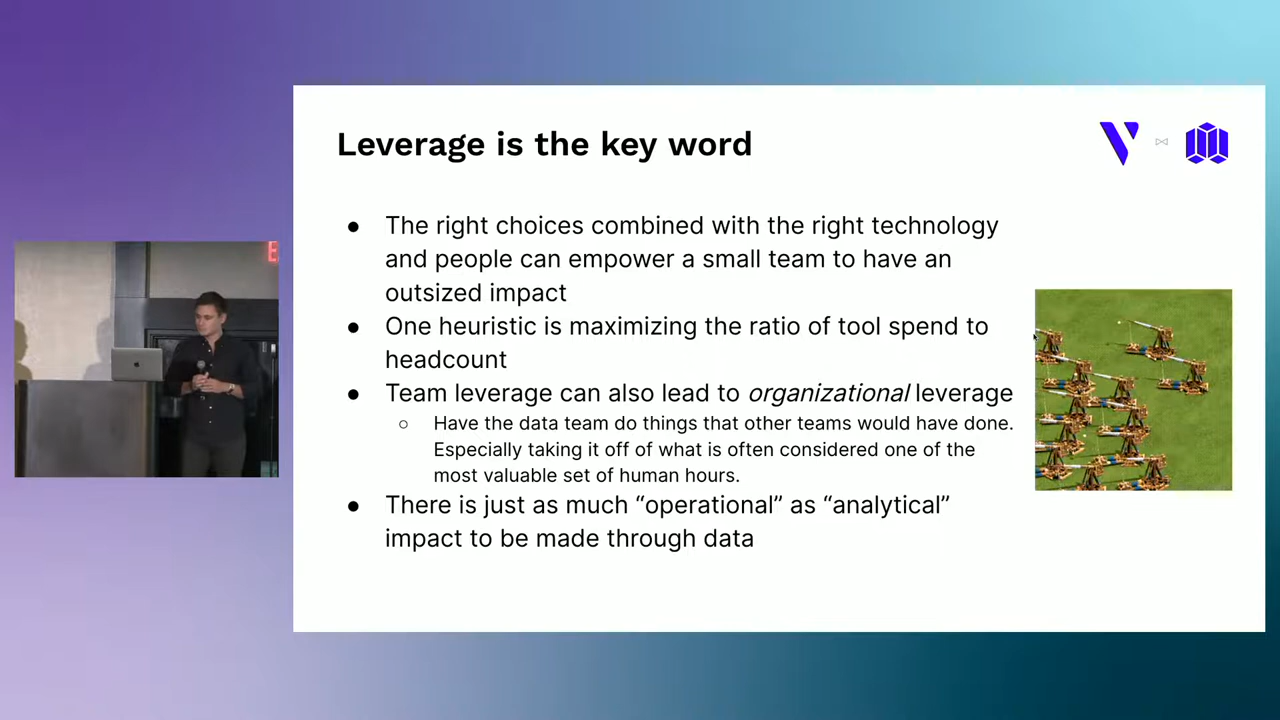 Leverage is the key word
● The right choices combined with the right technology
and people can empower a small team to have an
outsized impact
● One heuristic is maximizing the ratio of tool spend to
headcount
● Team leverage can also lead to organizational leverage
○ Have the data team do things that other teams would have done.
Especially taking it off of what is often considered one of the
most valuable set of human hours.
● There is just as much “operational” as “analytical”
impact to be made through data